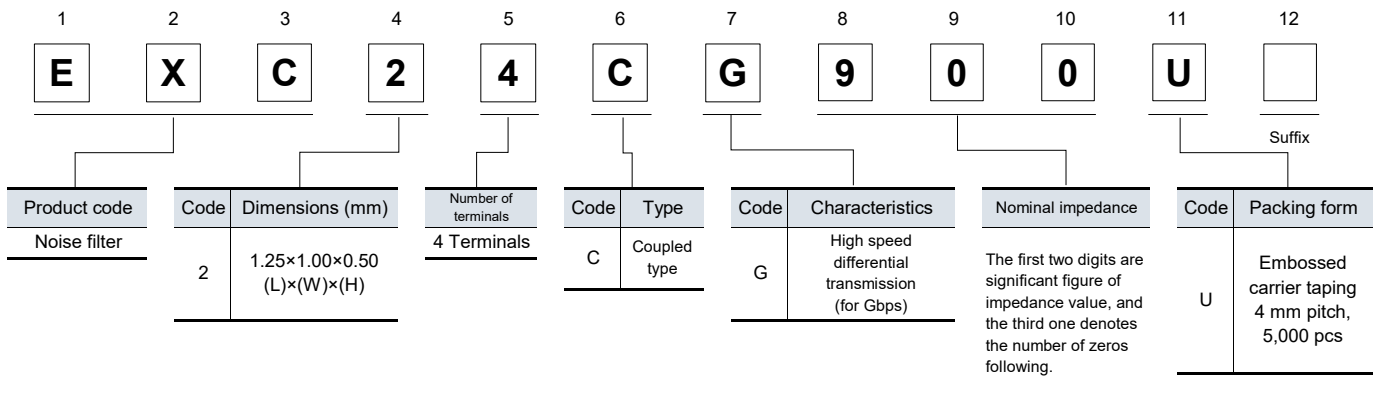 1 2 3 4 5 6 7 8 9 10 11 12
E X C 2 4 C G 9 0 0 U
Suffix
Product code
Noise filter
Code Dimensions (mm)
2
1.25×1.00×0.50
(L)×(W)×(H)
Number of
terminals
4 Terminals
Code Type
C
Coupled
type
Code Characteristics
G
High speed
differential
transmission
(for Gbps)
Nominal impedance
The first two digits are
significant figure of
impedance value, and
the third one denotes
the number of zeros
following.
Code Packing form
U
Embossed
carrier taping
4 mm pitch,
5,000 pcs